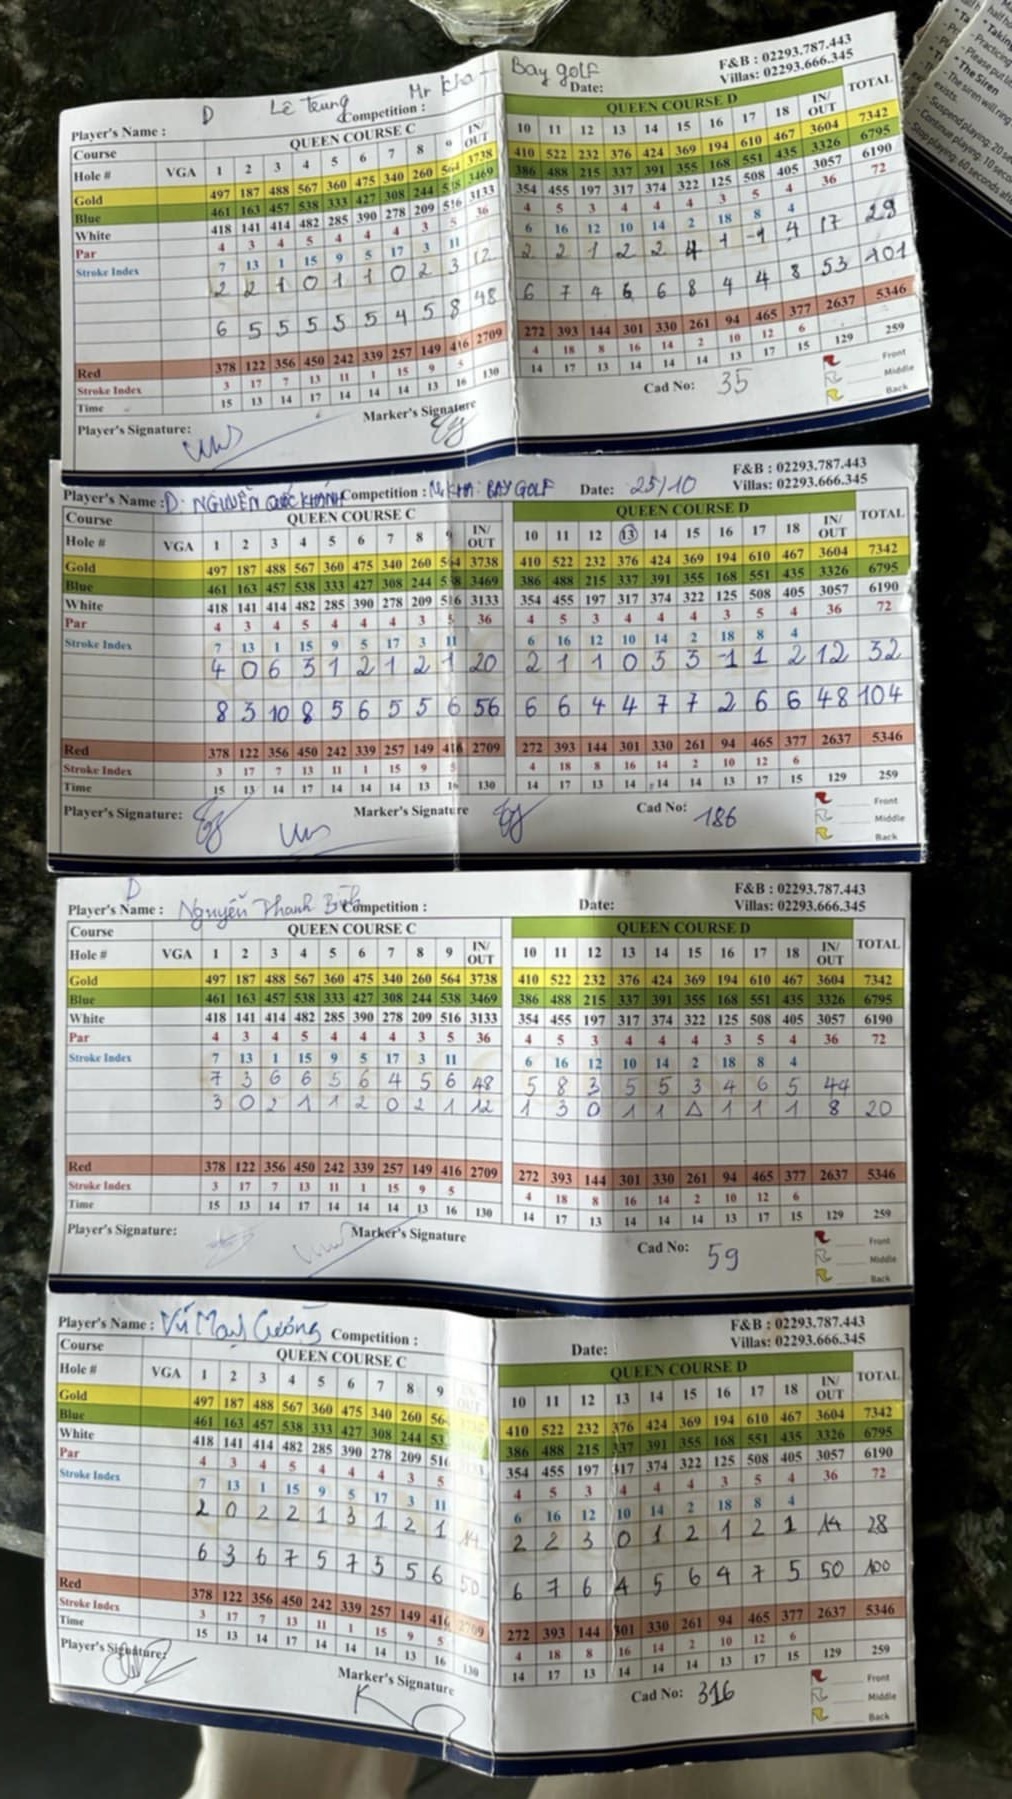 D Lê Trung Mr Kha - Bay golf
F&B : 02293.787.443
Player's Name : Competition : Date: Villas: 02293.666.345
Course QUEEN COURSE C QUEEN COURSE D
Hole # VGA 1 2 3 4 5 6 7 8 9 IN/OUT 10 11 12 13 14 15 16 17 18 IN/OUT TOTAL
Gold 497 187 488 567 360 475 340 260 564 3738 410 522 232 376 424 369 194 610 467 3604 7342
Blue 461 163 457 538 333 427 308 244 538 3469 386 488 215 337 391 355 168 551 435 3326 6795
White 418 141 414 482 285 390 278 209 516 3133 354 455 197 317 374 322 125 508 405 3057 6190
Par 4 3 4 5 4 4 4 3 5 36 4 5 3 4 4 4 3 5 4 36 72
Stroke Index 7 13 1 15 9 5 17 3 11 6 16 12 10 14 2 18 8 4
2 2 1 0 1 1 0 2 3 12 2 2 1 2 2 4 1 -1 4 17 29
6 5 5 5 5 5 4 5 8 48 6 7 4 6 6 8 4 4 8 53 101
Red 378 122 356 450 242 339 257 149 416 2709 272 393 144 301 330 261 94 465 377 2637 5346
Stroke Index 3 17 7 13 11 1 15 9 5 4 18 8 16 14 2 10 12 6
Time 15 13 14 17 14 14 14 13 16 130 14 17 13 14 14 14 13 17 15 129 259
Player's Signature: Marker's Signature Cad No: 35
Front
Middle
Back
F&B : 02293.787.443
Player's Name : D: NGUYỄN QUỐC KHÁNH Competition : Mr KHA: BAY GOLF Date: 25/10 Villas: 02293.666.345
Course QUEEN COURSE C QUEEN COURSE D
Hole # VGA 1 2 3 4 5 6 7 8 9 IN/OUT 10 11 12 13 14 15 16 17 18 IN/OUT TOTAL
Gold 497 187 488 567 360 475 340 260 564 3738 410 522 232 376 424 369 194 610 467 3604 7342
Blue 461 163 457 538 333 427 308 244 538 3469 386 488 215 337 391 355 168 551 435 3326 6795
White 418 141 414 482 285 390 278 209 516 3133 354 455 197 317 374 322 125 508 405 3057 6190
Par 4 3 4 5 4 4 4 3 5 36 4 5 3 4 4 4 3 5 4 36 72
Stroke Index 7 13 1 15 9 5 17 3 11 6 16 12 10 14 2 18 8 4
4 0 6 3 1 2 1 2 1 20 2 1 1 0 3 3 -1 1 2 12 32
8 3 10 8 5 6 5 5 6 56 6 6 4 4 7 7 2 6 6 48 104
Red 378 122 356 450 242 339 257 149 416 2709 272 393 144 301 330 261 94 465 377 2637 5346
Stroke Index 3 17 7 13 11 1 15 9 5 4 18 8 16 14 2 10 12 6
Time 15 13 14 17 14 14 14 13 16 130 14 17 13 14 14 14 13 17 15 129 259
Player's Signature: Marker's Signature Cad No: 186
Front
Middle
Back
D
F&B : 02293.787.443
Player's Name : Nguyễn Thanh Bình Competition : Date: Villas: 02293.666.345
Course QUEEN COURSE C QUEEN COURSE D
Hole # VGA 1 2 3 4 5 6 7 8 9 IN/OUT 10 11 12 13 14 15 16 17 18 IN/OUT TOTAL
Gold 497 187 488 567 360 475 340 260 564 3738 410 522 232 376 424 369 194 610 467 3604 7342
Blue 461 163 457 538 333 427 308 244 538 3469 386 488 215 337 391 355 168 551 435 3326 6795
White 418 141 414 482 285 390 278 209 516 3133 354 455 197 317 374 322 125 508 405 3057 6190
Par 4 3 4 5 4 4 4 3 5 36 4 5 3 4 4 4 3 5 4 36 72
Stroke Index 7 13 1 15 9 5 17 3 11 6 16 12 10 14 2 18 8 4
7 3 6 6 5 6 4 5 6 48 5 8 3 5 5 3 4 6 5 44
3 0 2 1 1 2 0 2 1 12 1 3 0 1 1 Δ 1 1 1 8 20
Red 378 122 356 450 242 339 257 149 416 2709 272 393 144 301 330 261 94 465 377 2637 5346
Stroke Index 3 17 7 13 11 1 15 9 5 4 18 8 16 14 2 10 12 6
Time 15 13 14 17 14 14 14 13 16 130 14 17 13 14 14 14 13 17 15 129 259
Player's Signature: Marker's Signature Cad No: 59
Front
Middle
Back
F&B : 02293.787.443
Player's Name : Vũ Mạnh Cường Competition : Date: Villas: 02293.666.345
Course QUEEN COURSE C QUEEN COURSE D
Hole # VGA 1 2 3 4 5 6 7 8 9 10 11 12 13 14 15 16 17 18 IN/OUT TOTAL
Gold 497 187 488 567 360 475 340 260 56 410 522 232 376 424 369 194 610 467 3604 7342
Blue 461 163 457 538 333 427 308 244 53 386 488 215 337 391 355 168 551 435 3326 6795
White 418 141 414 482 285 390 278 209 516 354 455 197 317 374 322 125 508 405 3057 6190
Par 4 3 4 5 4 4 4 3 5 4 5 3 4 4 4 3 5 4 36 72
Stroke Index 7 13 1 15 9 5 17 3 11 6 16 12 10 14 2 18 8 4
2 0 2 2 1 3 1 2 1 14 2 2 3 0 1 2 1 2 1 14 28
6 3 6 7 5 7 5 5 6 50 6 7 6 4 5 6 4 7 5 50 100
Red 378 122 356 450 242 339 257 149 416 2709 272 393 144 301 330 261 94 465 377 2637 5346
Stroke Index 3 17 7 13 11 1 15 9 5 4 18 8 16 14 2 10 12 6
Time 15 13 14 17 14 14 14 13 16 130 14 17 13 14 14 14 13 17 15 129 259
Player's Signature: Marker's Signature Cad No: 316
Front
Middle
Back
"Taking
- Practicing
- Please put
"The Siren
- The siren will ring
exists.
- Suspend playing: 20 se
- Continue playing: 10 seco
- Stop playing: 60 seconds